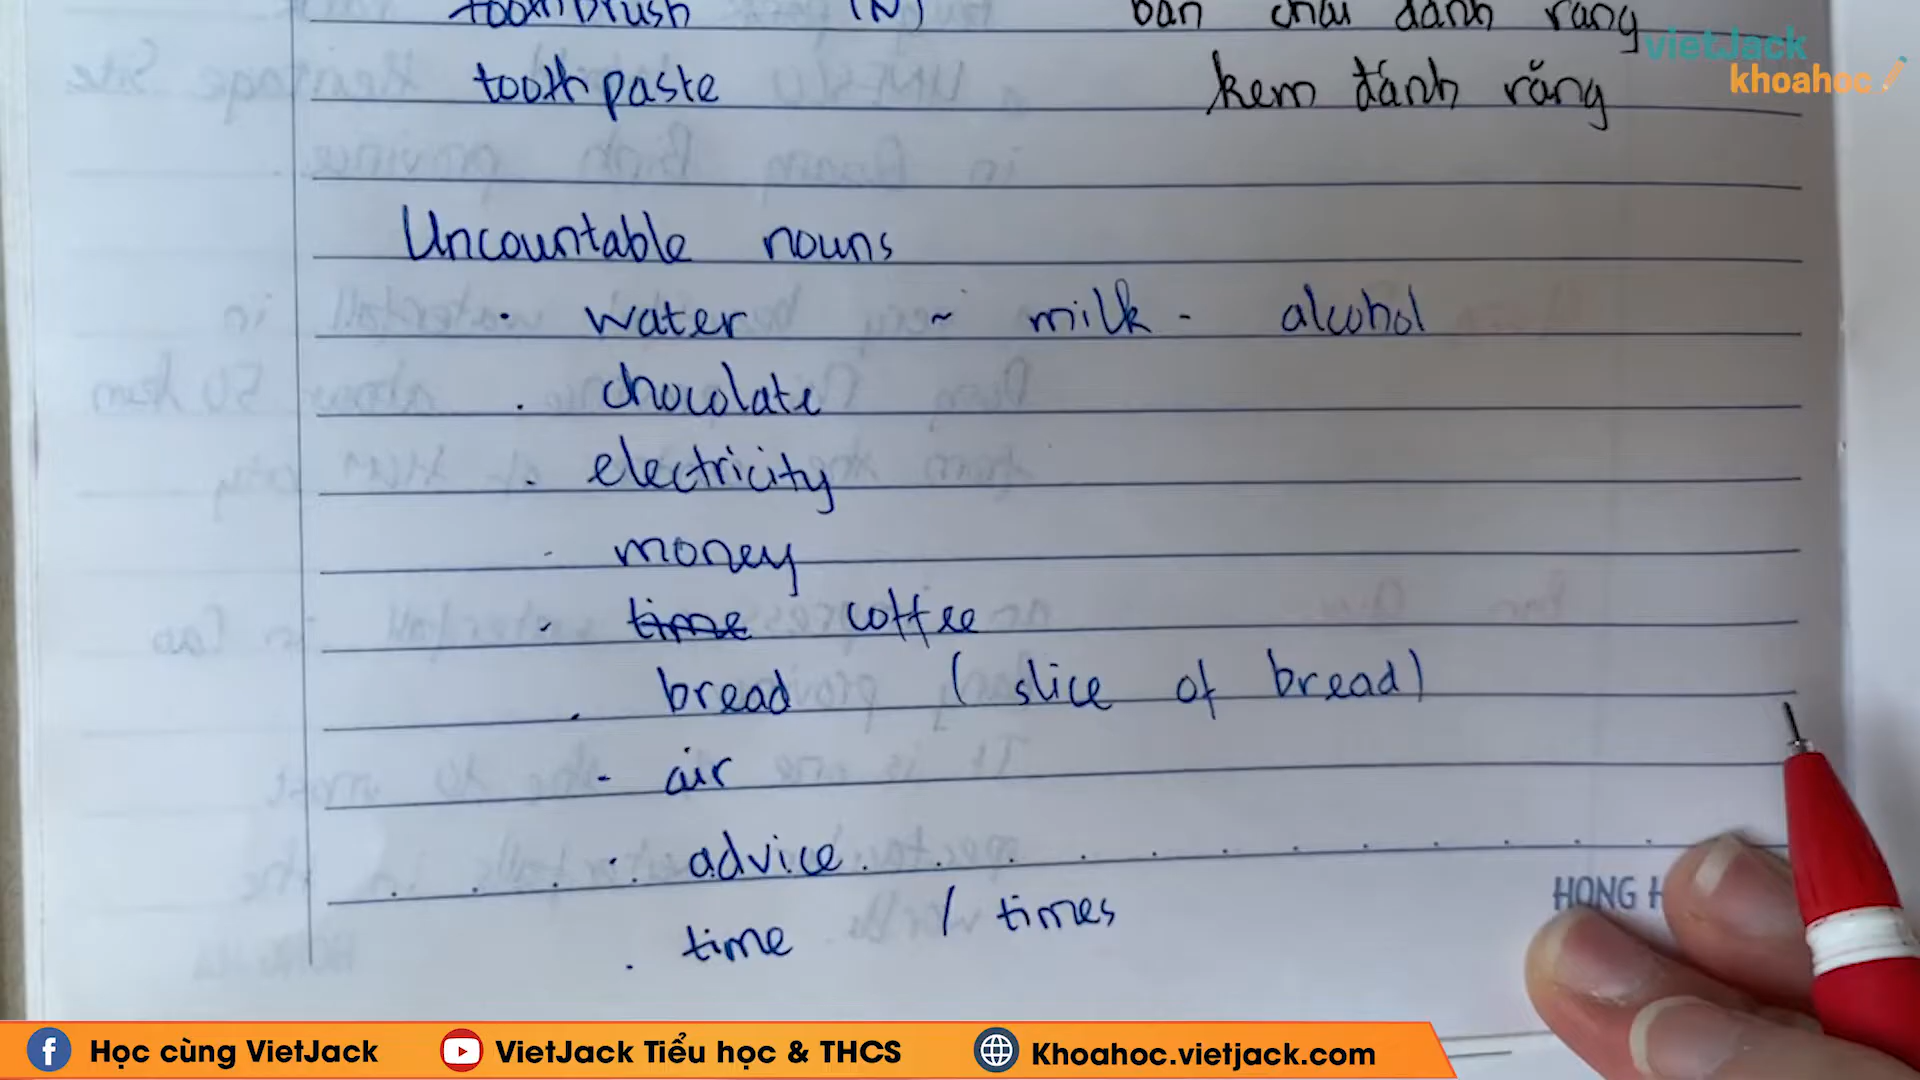 toothbrush (N) bàn chải đánh răng
toothpaste kem đánh răng
vietJack
khoahoc
Uncountable nouns
. water ~ milk - alcohol
. chocolate
. electricity
- money
. time coffee
. bread ( slice of bread )
- air
. advice
. time / times
HONG H
Học cùng VietJack VietJack Tiểu học & THCS Khoahoc.vietjack.com